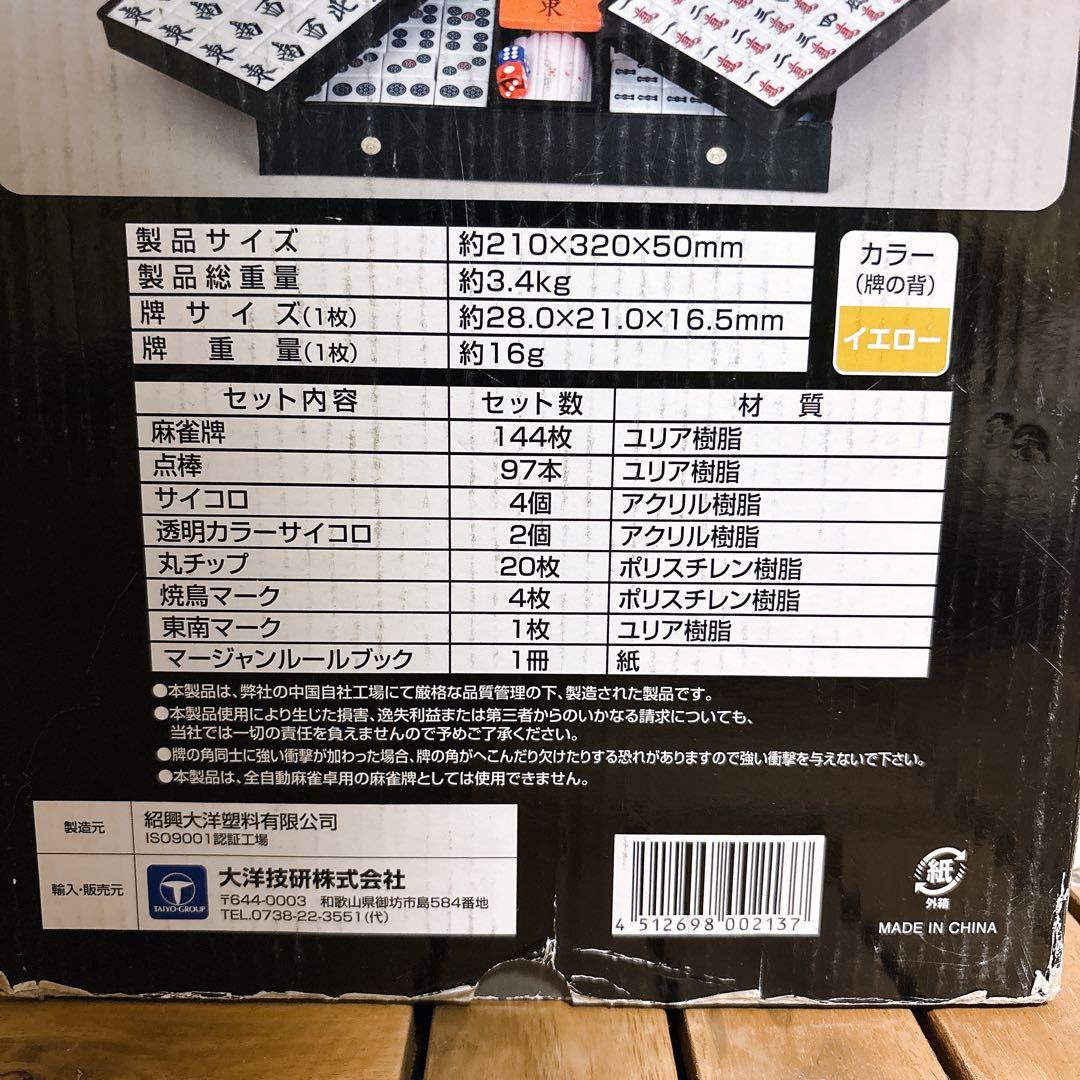 製品サイズ 約210×320×50mm
製品総重量 約3.4kg
牌サイズ(1枚) 約28.0×21.0×16.5mm
牌重量(1枚) 約16g
カラー
(牌の背)
イエロー
セット内容 セット数 材質
麻雀牌 144枚 ユリア樹脂
点棒 97本 ユリア樹脂
サイコロ 4個 アクリル樹脂
透明カラーサイコロ 2個 アクリル樹脂
丸チップ 20枚 ポリスチレン樹脂
焼鳥マーク 4枚 ポリスチレン樹脂
東南マーク 1枚 ユリア樹脂
マージャンルールブック 1冊 紙
●本製品は、弊社の中国自社工場にて厳格な品質管理の下、製造された製品です。
●本製品使用により生じた損害、逸失利益または第三者からのいかなる請求についても、
当社では一切の責任を負えませんので予めご了承ください。
●牌の角同士に強い衝撃が加わった場合、牌の角がへこんだり欠けたりする恐れがありますので強い衝撃を与えないで下さい。
●本製品は、全自動麻雀卓用の麻雀牌としては使用できません。
製造元 紹興大洋塑料有限公司
ISO9001認証工場
輸入・販売元 TAIYO-GROUP 大洋技研株式会社
〒644-0003 和歌山県御坊市島584番地
TEL.0738-22-3551(代)
4 512698 002137
紙
外箱
MADE IN CHINA